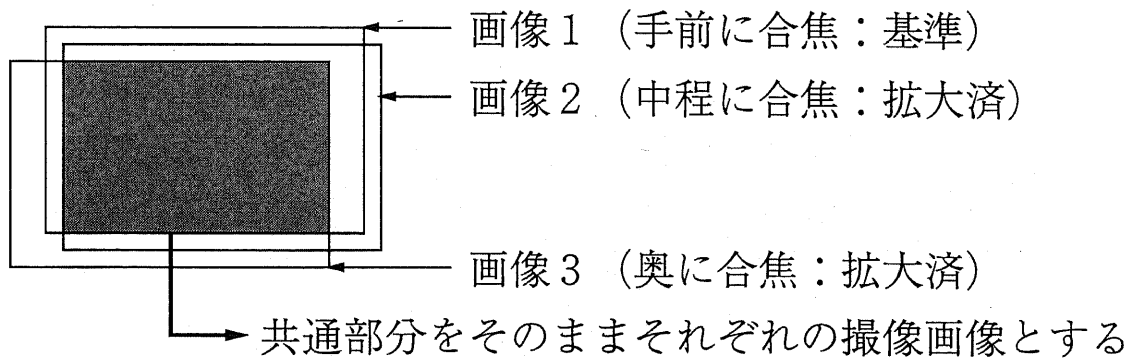 画像1（手前に合焦：基準）
画像2（中程に合焦：拡大済）
画像3（奥に合焦：拡大済）
共通部分をそのままそれぞれの撮像画像とする